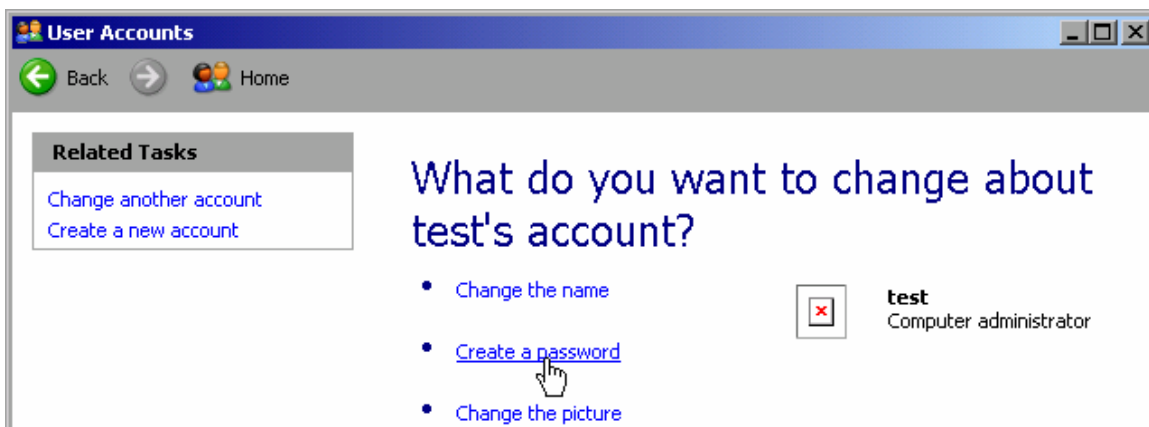 User Accounts
Back Home
Related Tasks
Change another account
Create a new account
What do you want to change about
test's account?
Change the name
Create a password
Change the picture
test
Computer administrator